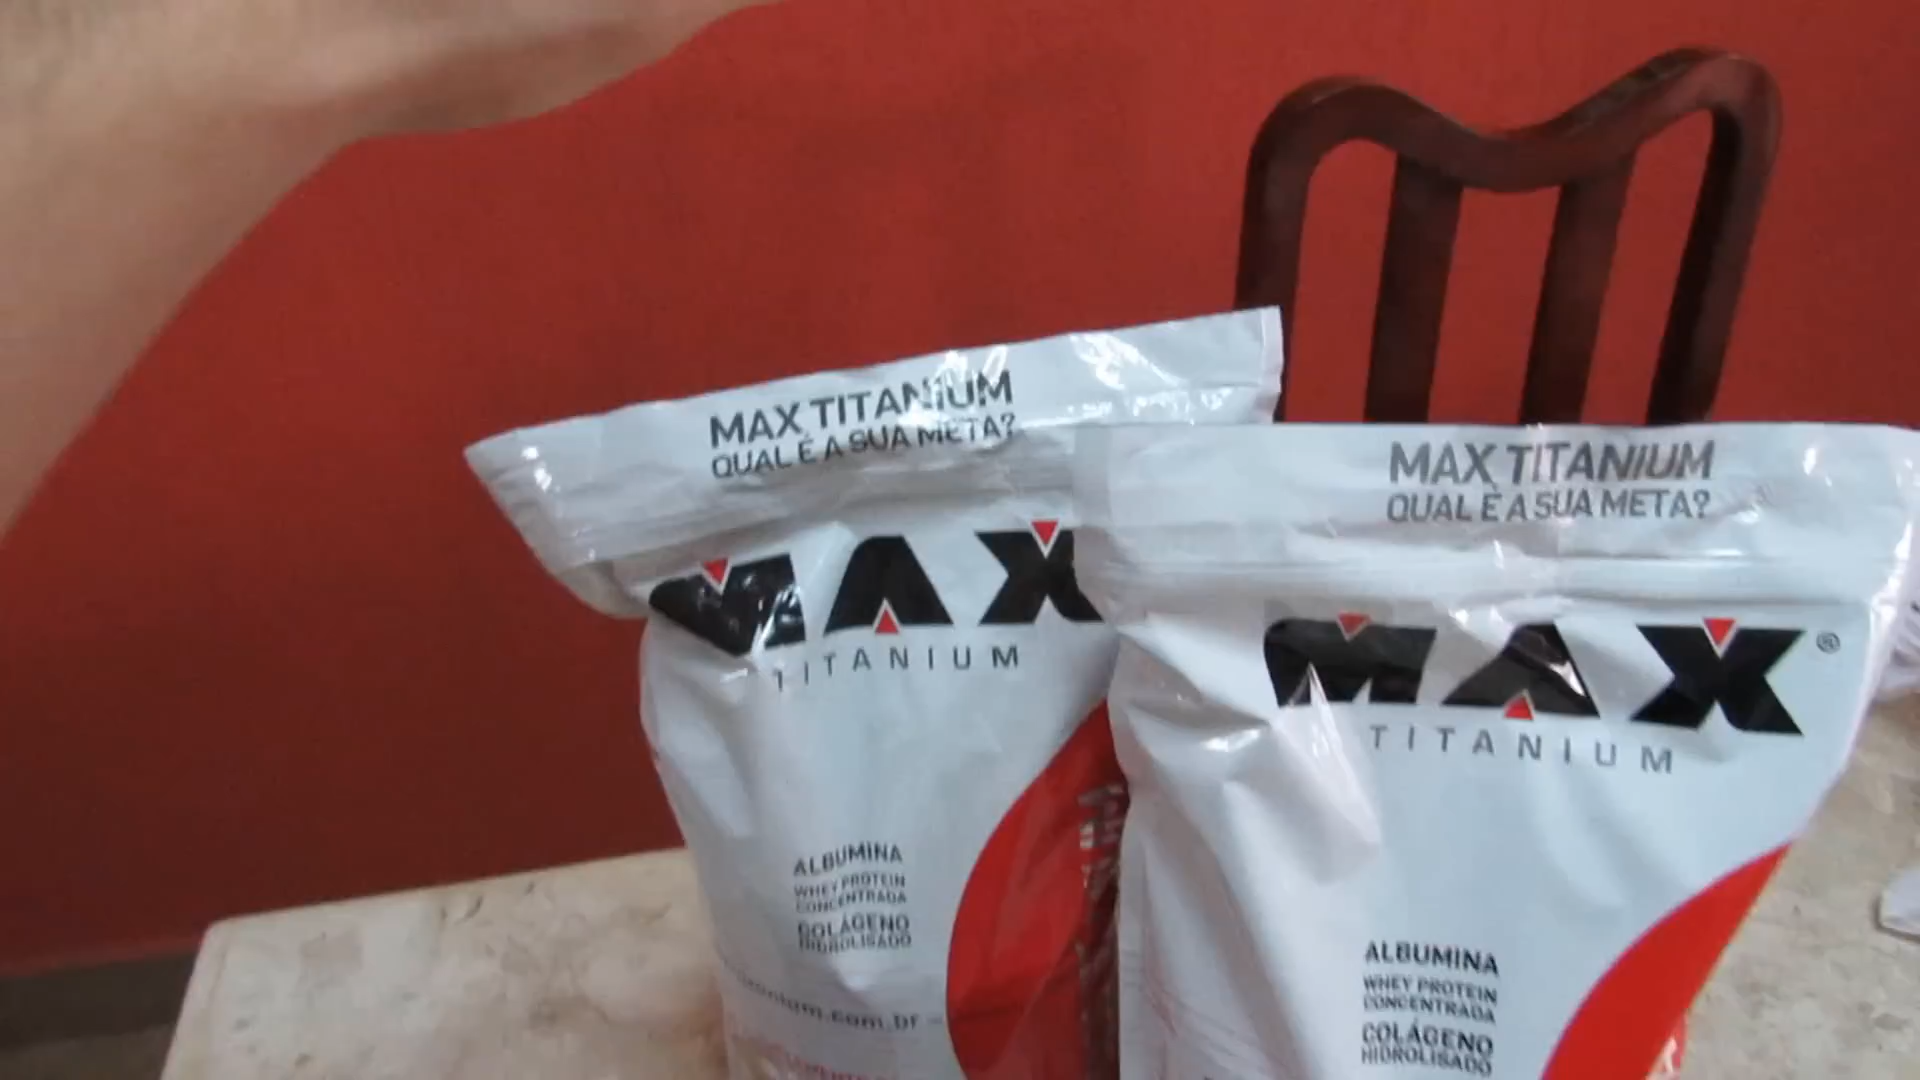 MAX TITANIUM
QUAL É A SUA META?
MAX
TITANIUM
ALBUMINA
WHEY PROTEIN
CONCENTRADA
COLÁGENO
HIDROLISADO
MAX TITANIUM
QUAL É A SUA META?
MAX®
TITANIUM
ALBUMINA
WHEY PROTEIN
CONCENTRADA
COLÁGENO
HIDROLISADO